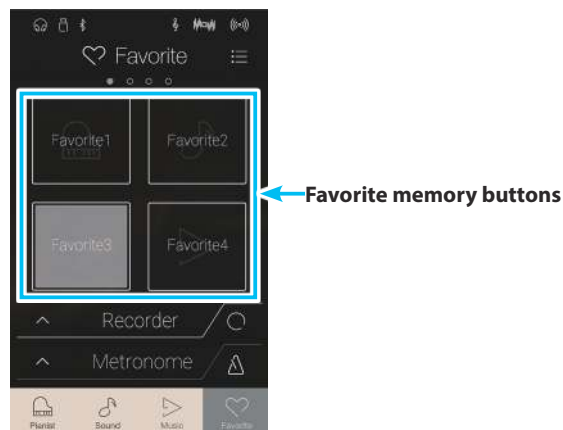 Favorite
Favorite1
Favorite2
Favorite memory buttons
Favorite3
Favorite4
Recorder
Metronome
Pianist
Sound
Music
Favorite